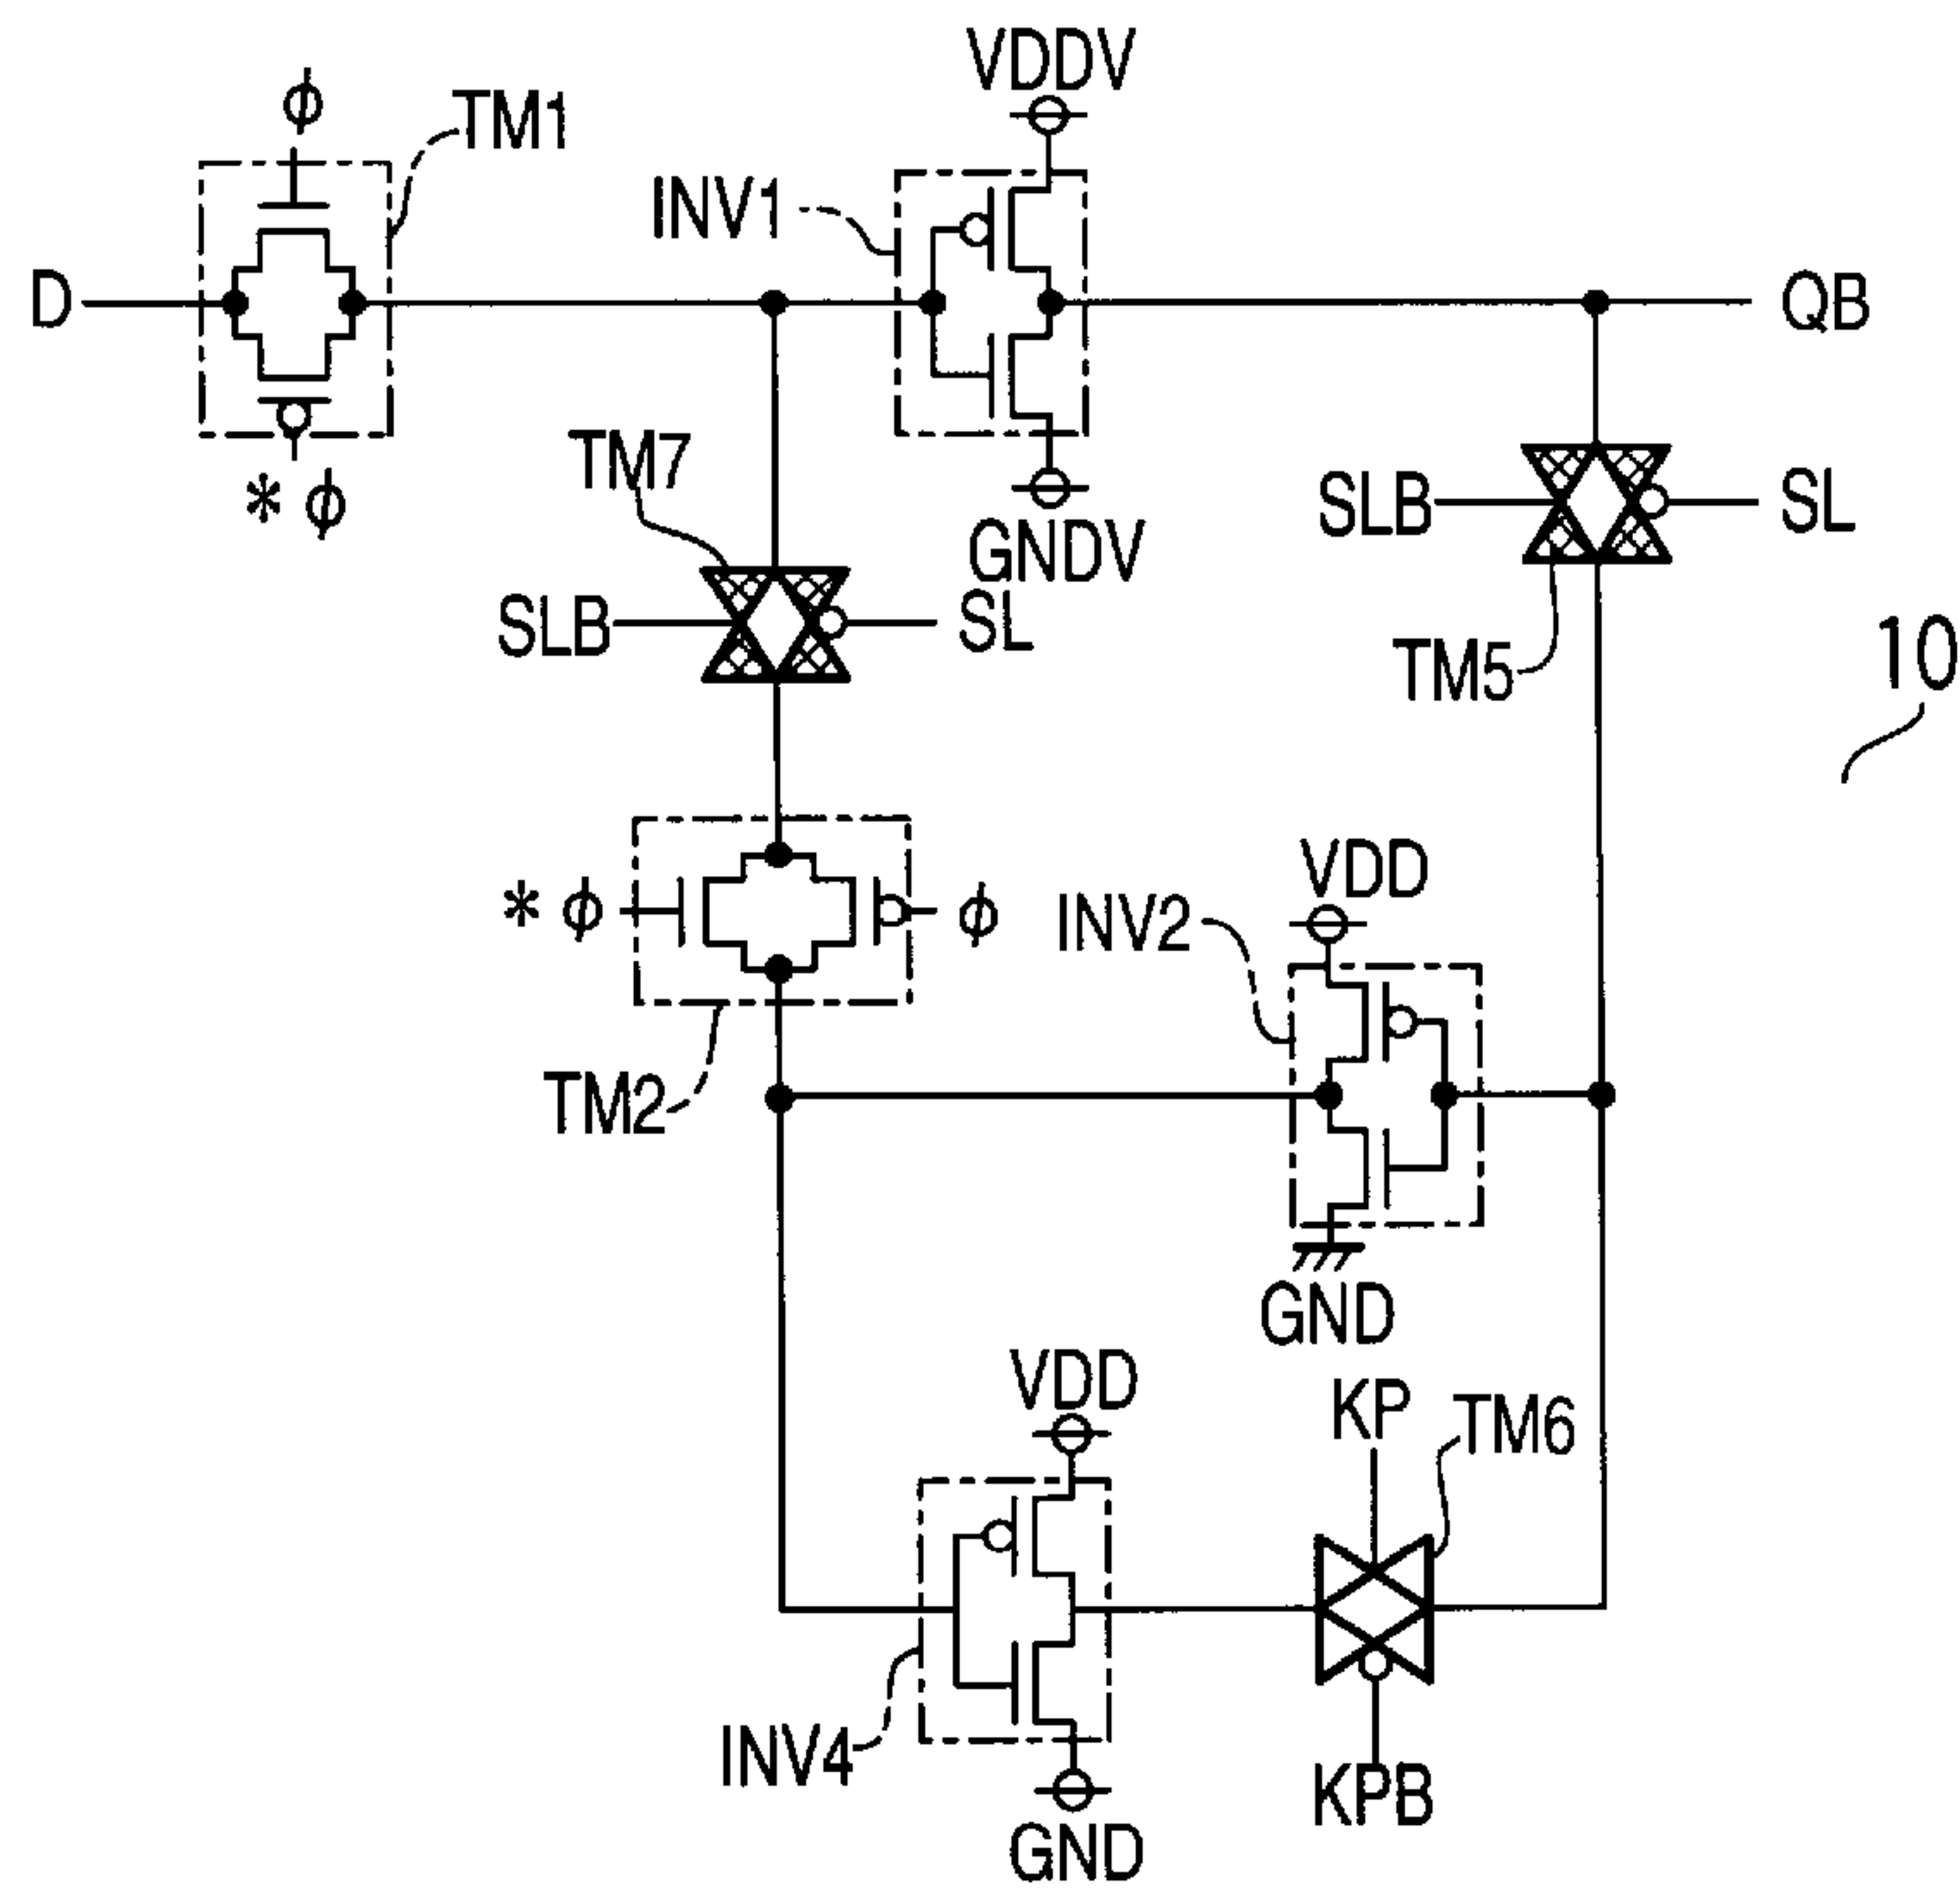 VDDV
ϕ
TM1
INV1
D
QB
* ϕ
TM7
GNDV
SLB
SL
SLB
SL
TM5
10
VDD
* ϕ
ϕ
INV2
TM2
GND
VDD
KP
TM6
INV4
KPB
GND